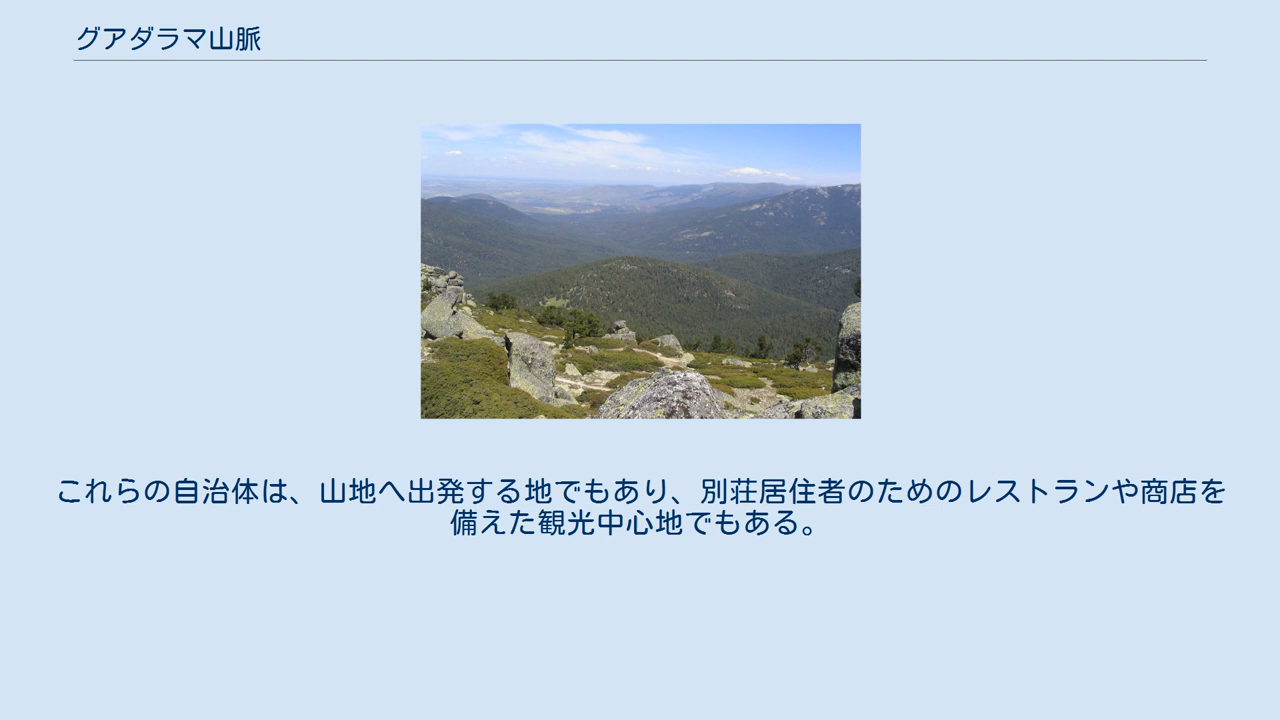 グアダラマ山脈
これらの自治体は、山地へ出発する地でもあり、別荘居住者のためのレストランや商店を
備えた観光中心地でもある。